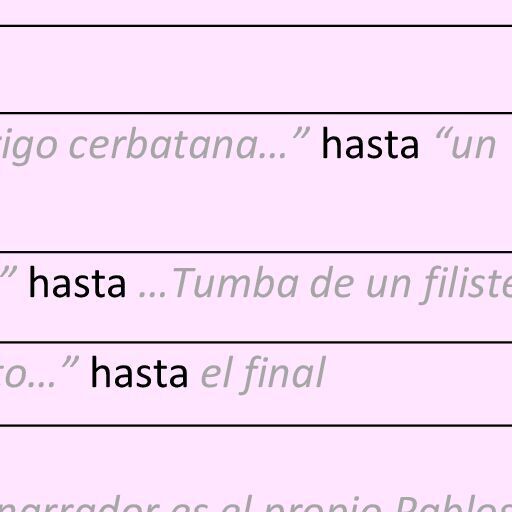 igo cerbatana...” hasta “un
” hasta ...Tumba de un filiste
o...” hasta el final
narrador es el propio Pablos